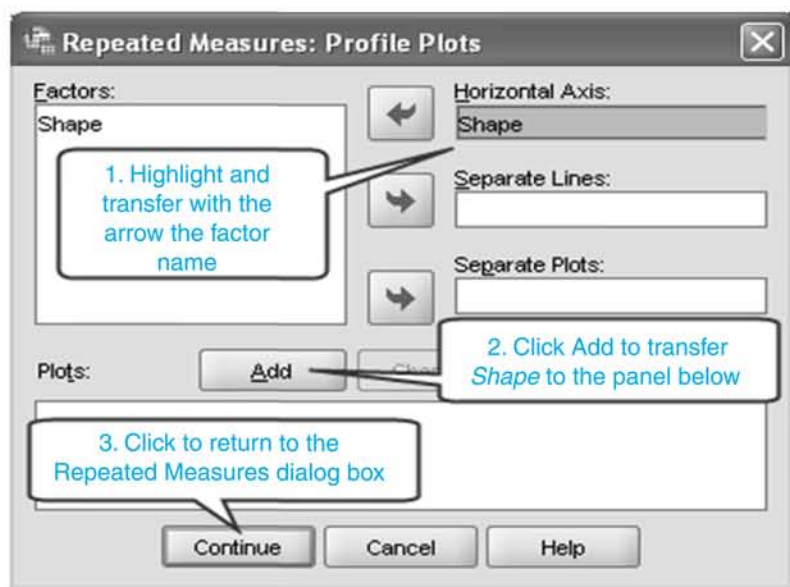 Repeated Measures: Profile Plots
Factors:
Shape
Horizontal Axis:
Shape
1. Highlight and
transfer with the
arrow the factor
name
Separate Lines:
Separate Plots:
Plots:
Add
2. Click Add to transfer
Shape to the panel below
3. Click to return to the
Repeated Measures dialog box
Continue
Cancel
Help